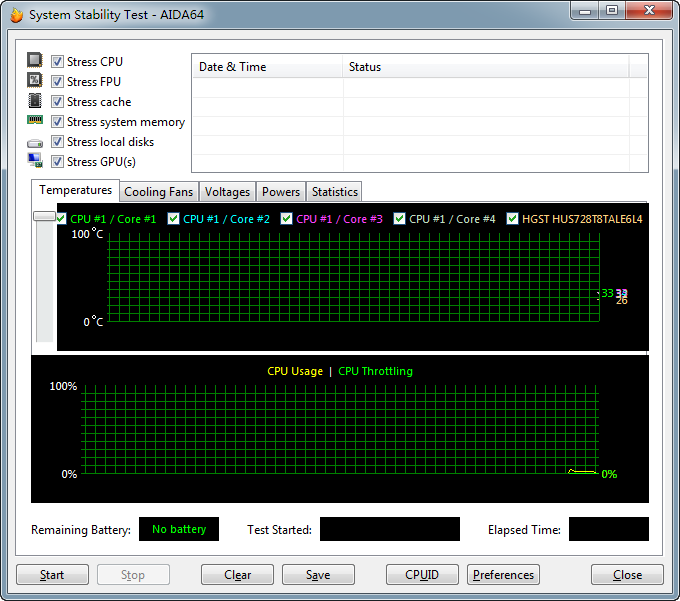 System Stability Test - AIDA64
Stress CPU
Stress FPU
Stress cache
Stress system memory
Stress local disks
Stress GPU(s)
Date & Time Status
Temperatures Cooling Fans Voltages Powers Statistics
CPU #1 / Core #1 CPU #1 / Core #2 CPU #1 / Core #3 CPU #1 / Core #4 HGST HUS728T8TALE6L4
100°C
33
26
0°C
CPU Usage | CPU Throttling
100%
0% 0%
Remaining Battery: No battery Test Started: Elapsed Time:
Start Stop Clear Save CPUID Preferences Close